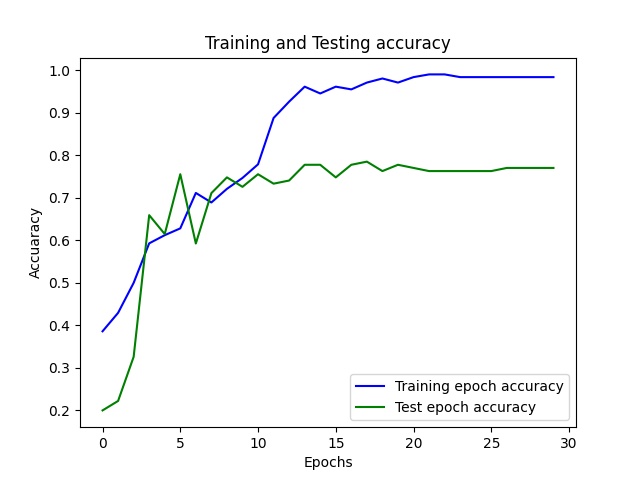 Training and Testing accuracy
Accuaracy
1.0
0.9
0.8
0.7
0.6
0.5
0.4
0.3
0.2
Training epoch accuracy
Test epoch accuracy
0 5 10 15 20 25 30
Epochs